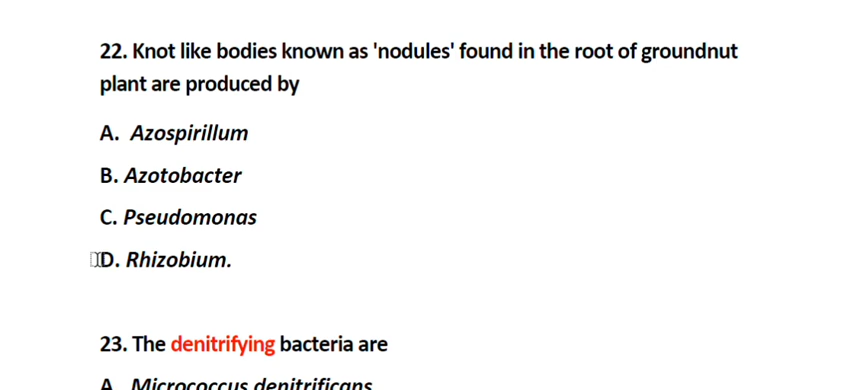 22. Knot like bodies known as 'nodules' found in the root of groundnut
plant are produced by
A. Azospirillum
B. Azotobacter
C. Pseudomonas
D. Rhizobium.
23. The denitrifying bacteria are
A. Micrococcus denitrificans